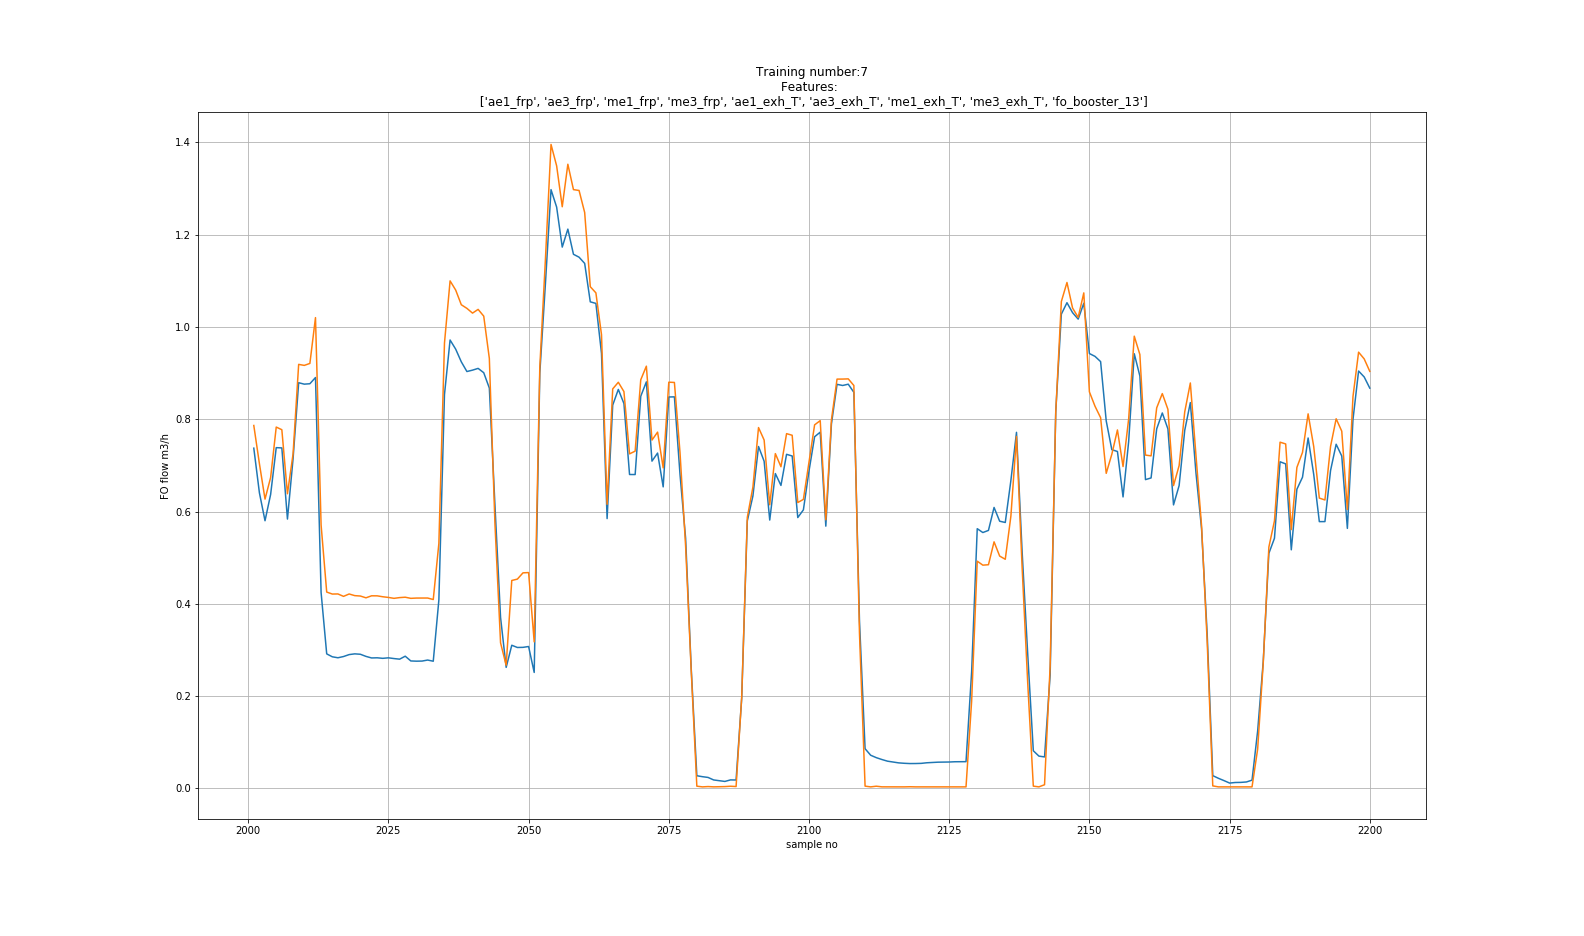 Training number:7
Features:
['ae1_frp', 'ae3_frp', 'me1_frp', 'me3_frp', 'ae1_exh_T', 'ae3_exh_T', 'me1_exh_T', 'me3_exh_T', 'fo_booster_13']
1.4
1.2
1.0
0.8
0.6
0.4
0.2
0.0
FO flow m3/h
2000 2025 2050 2075 2100 2125 2150 2175 2200
sample no